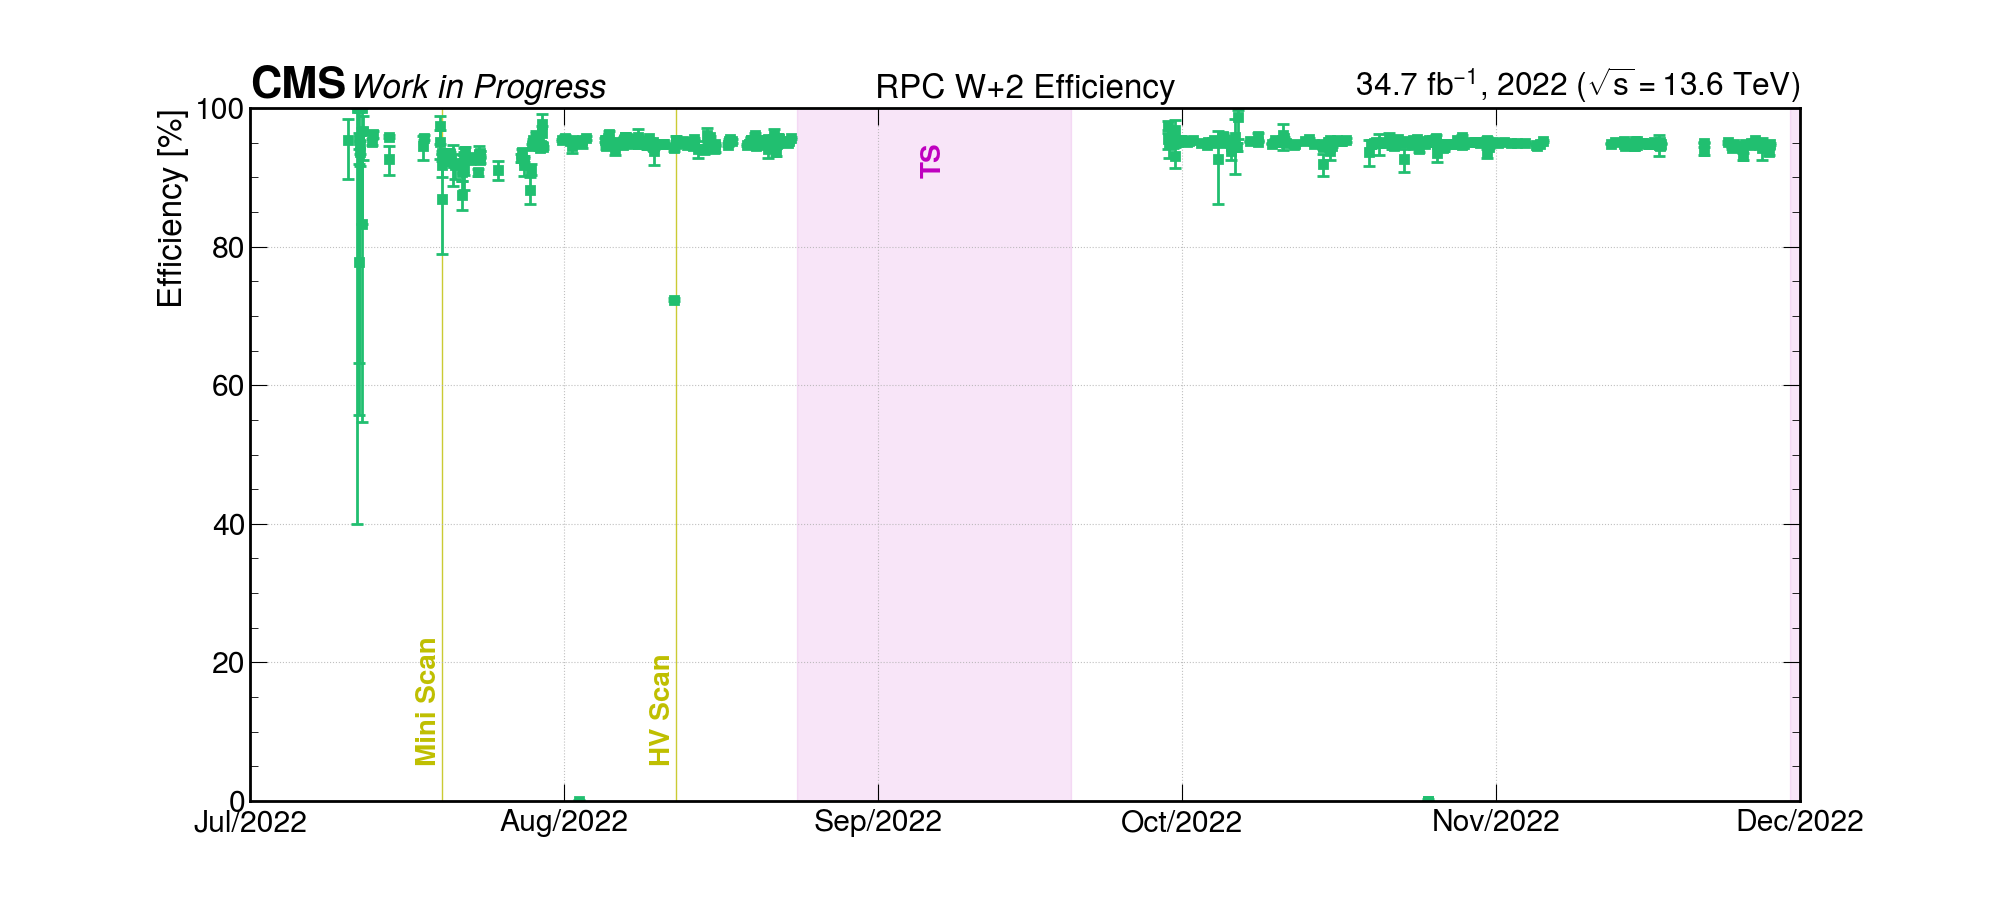 CMS Work in Progress RPC W+2 Efficiency 34.7 fb⁻¹, 2022 (√s = 13.6 TeV)
Efficiency [%]
100
80
60
40
20
0
TS
Mini Scan
HV Scan
Jul/2022 Aug/2022 Sep/2022 Oct/2022 Nov/2022 Dec/2022